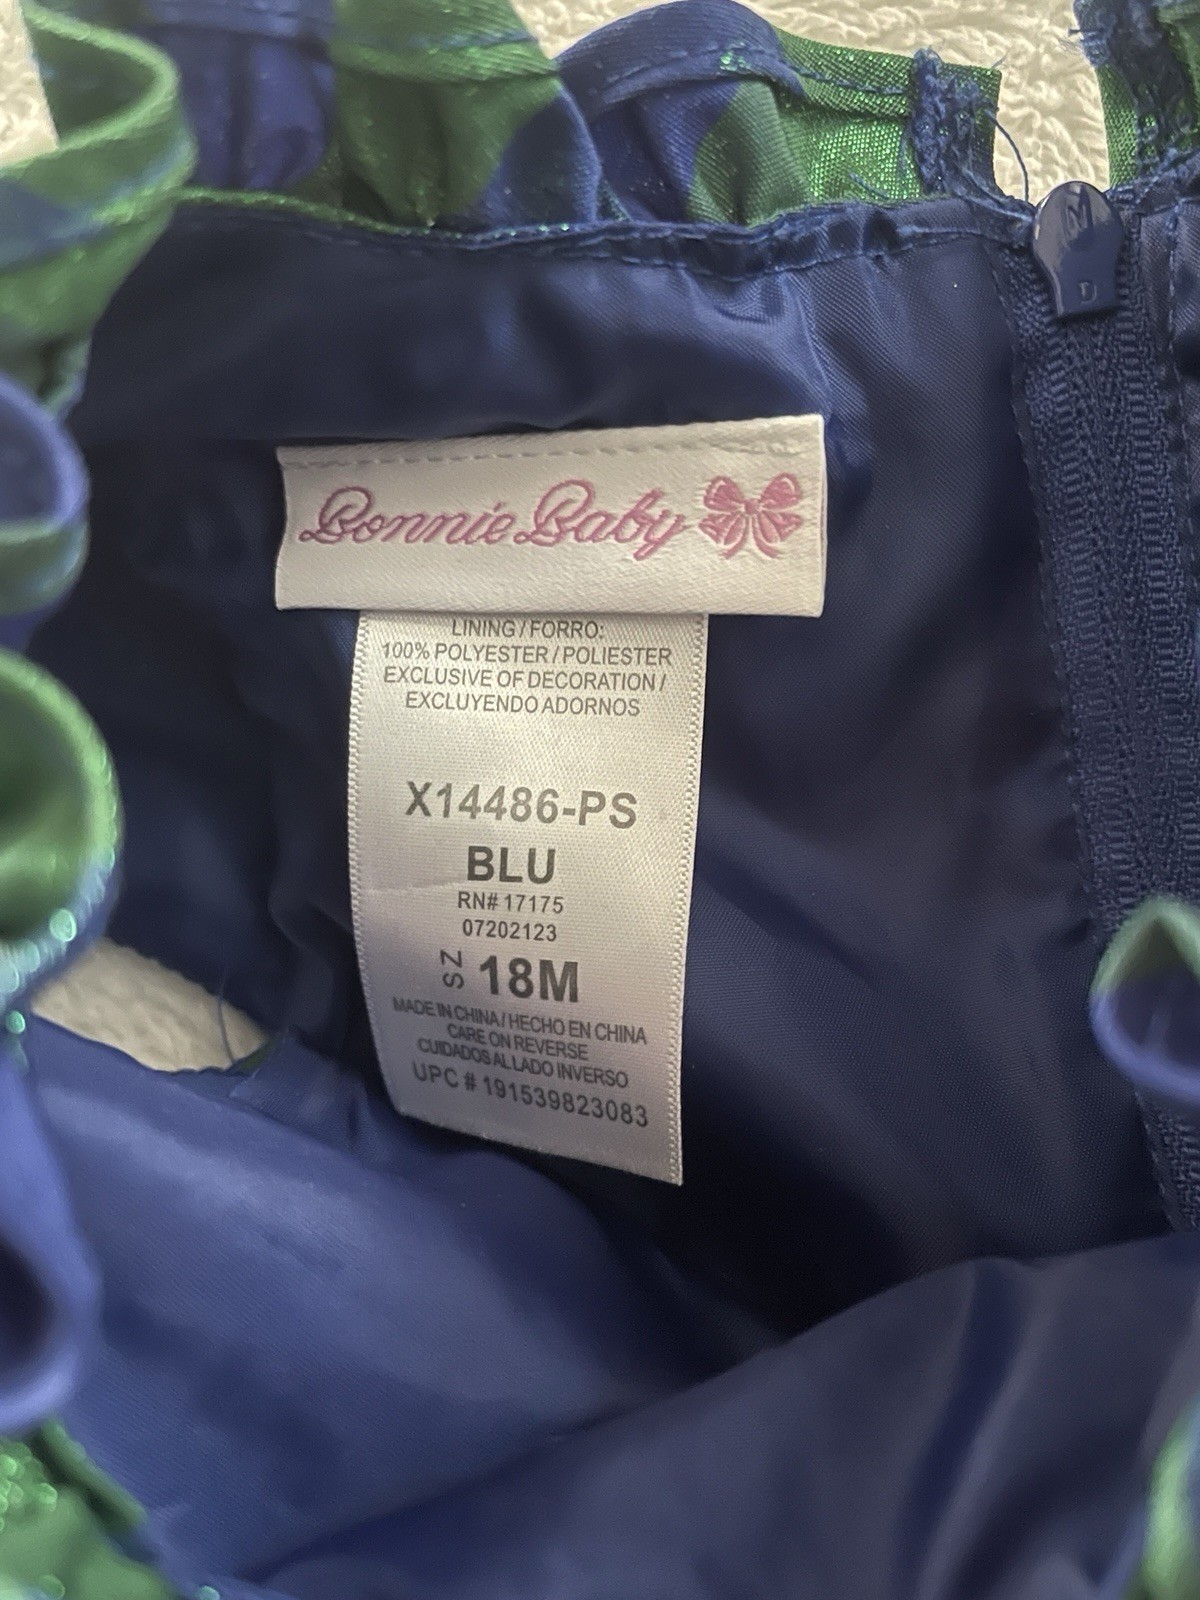 M
D
Bonnie Baby
LINING / FORRO:
100% POLYESTER / POLIESTER
EXCLUSIVE OF DECORATION /
EXCLUYENDO ADORNOS
X14486-PS
BLU
RN# 17175
07202123
SZ 18M
MADE IN CHINA / HECHO EN CHINA
CARE ON REVERSE
CUIDADOS AL LADO INVERSO
UPC # 191539823083